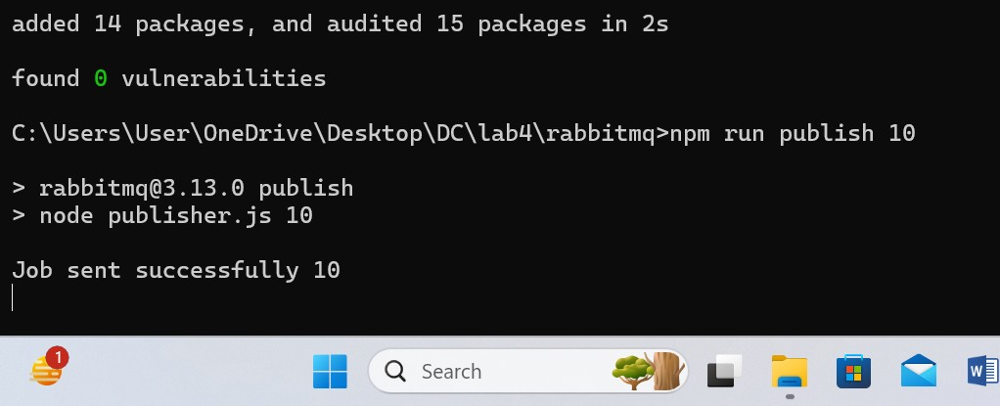 added 14 packages, and audited 15 packages in 2s
found 0 vulnerabilities
C:\Users\User\OneDrive\Desktop\DC\lab4\rabbitmq>npm run publish 10
> rabbitmq@3.13.0 publish
> node publisher.js 10
Job sent successfully 10
1
Search
W